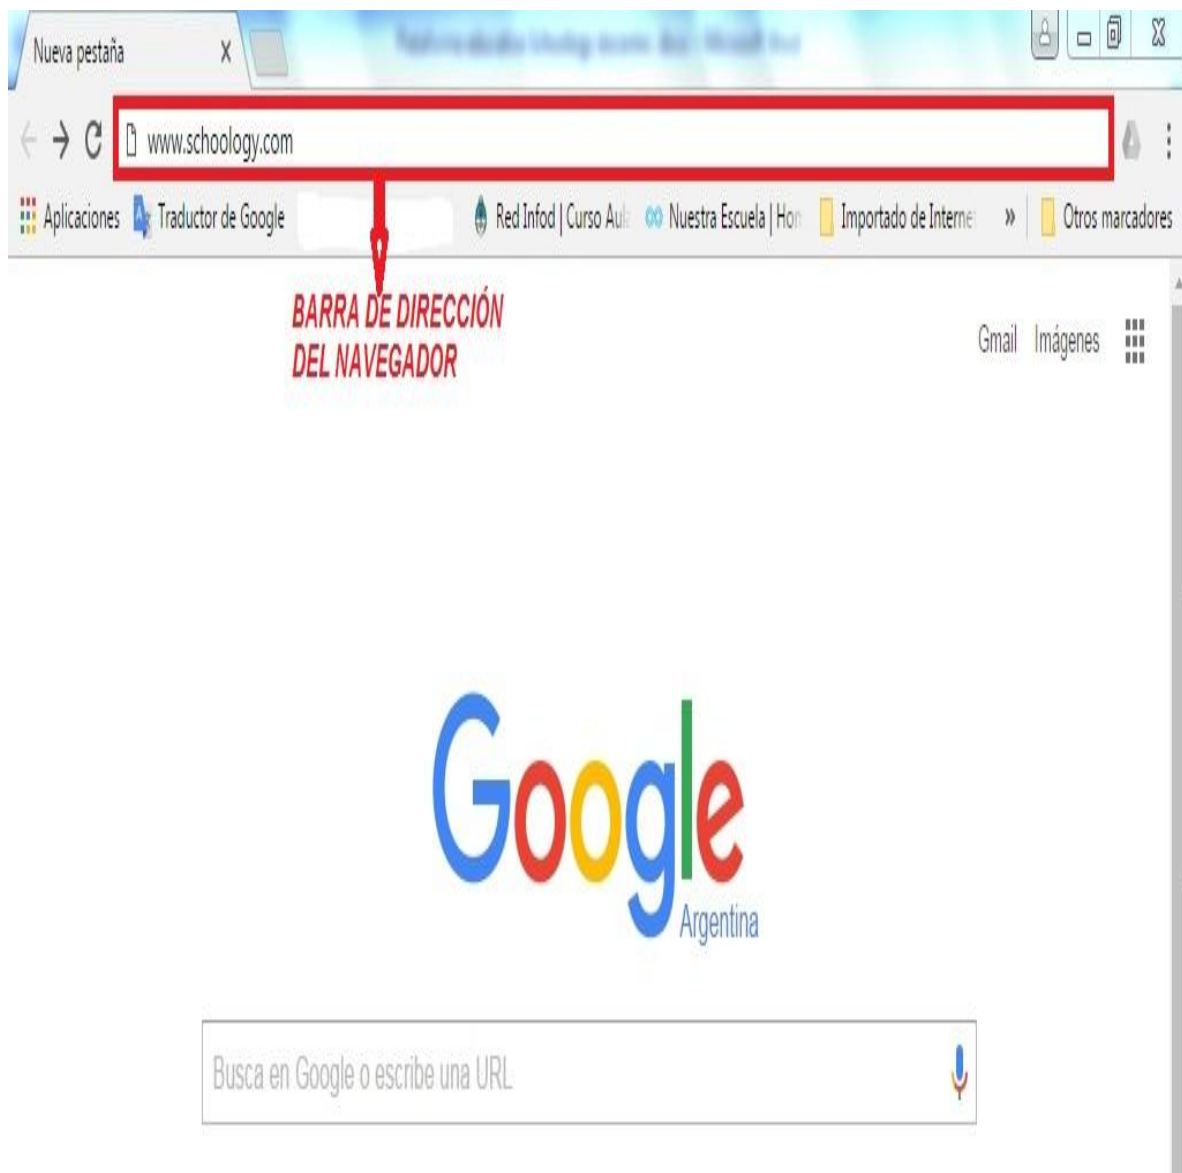 Nueva pestaña
www.schoology.com
Aplicaciones Traductor de Google Red Infod | Curso Aul Nuestra Escuela | Hon Importado de Interne » Otros marcadores
BARRA DE DIRECCIÓN
DEL NAVEGADOR
Gmail Imágenes
Google
Argentina
Busca en Google o escribe una URL